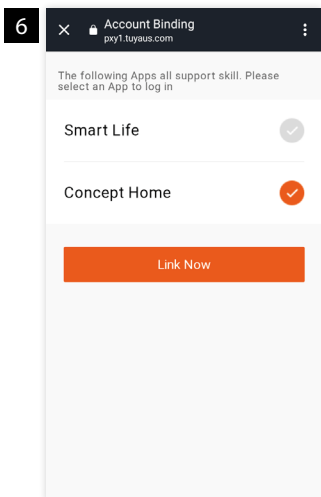 6
Account Binding
pxy1.tuyaus.com
The following Apps all support skill. Please
select an App to log in
Smart Life
Concept Home
Link Now